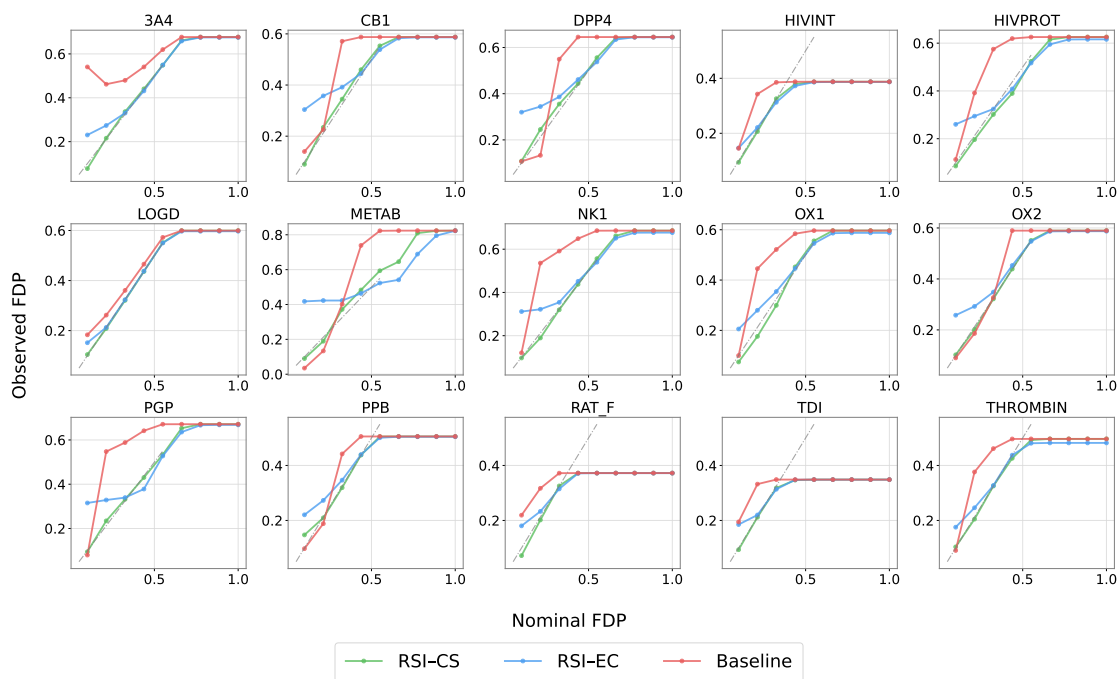 3A4 CB1 DPP4 HIVINT HIVPROT
0.6 0.4 0.2 0.5 1.0
0.6 0.4 0.2 0.5 1.0
0.6 0.4 0.2 0.5 1.0
0.4 0.2 0.5 1.0
0.6 0.4 0.2 0.5 1.0
LOGD METAB NK1 OX1 OX2
0.6 0.4 0.2 0.5 1.0
0.8 0.6 0.4 0.2 0.0 0.5 1.0
0.6 0.4 0.2 0.5 1.0
0.6 0.4 0.2 0.5 1.0
0.6 0.4 0.2 0.5 1.0
Observed FDP
PGP PPB RAT_F TDI THROMBIN
0.6 0.4 0.2 0.5 1.0
0.4 0.2 0.5 1.0
0.4 0.2 0.5 1.0
0.4 0.2 0.5 1.0
0.4 0.2 0.5 1.0
Nominal FDP
RSI–CS RSI–EC Baseline